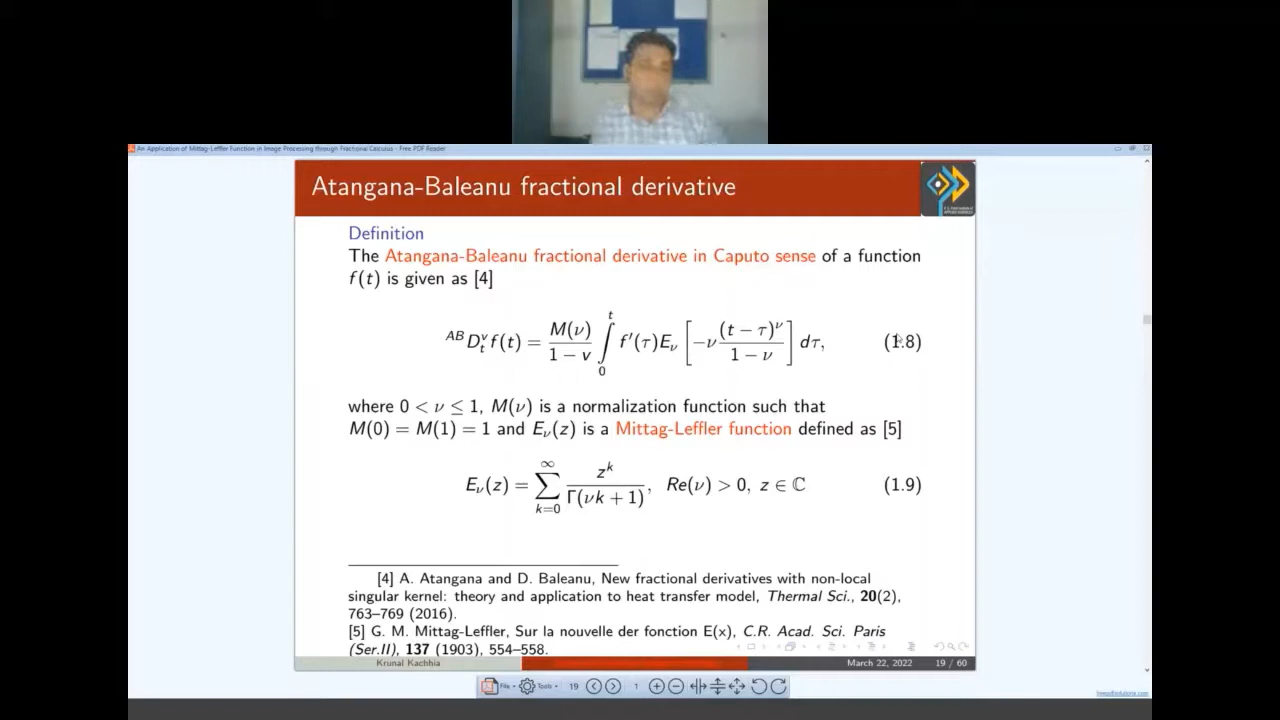 An Application of Mittag-Leffler Function in Image Processing through Fractional Calculus - Free PDF Reader
Atangana-Baleanu fractional derivative
Definition
The Atangana-Baleanu fractional derivative in Caputo sense of a function
f(t) is given as [4]
^{AB}D_t^ν f(t) = \frac{M(ν)}{1 − ν} ∫_0^t f′(τ)E_ν [−ν \frac{(t − τ)^ν}{1 − ν}] dτ, (1.8)
where 0 < ν ≤ 1, M(ν) is a normalization function such that
M(0) = M(1) = 1 and E_ν(z) is a Mittag-Leffler function defined as [5]
E_ν(z) = ∑_{k=0}^∞ \frac{z^k}{Γ(νk + 1)}, Re(ν) > 0, z ∈ ℂ (1.9)
[4] A. Atangana and D. Baleanu, New fractional derivatives with non-local
singular kernel: theory and application to heat transfer model, Thermal Sci., 20(2),
763–769 (2016).
[5] G. M. Mittag-Leffler, Sur la nouvelle der fonction E(x), C.R. Acad. Sci. Paris
(Ser.II), 137 (1903), 554–558.
Krunal Kachhia March 22, 2022 19 / 60
File Tools 19 1